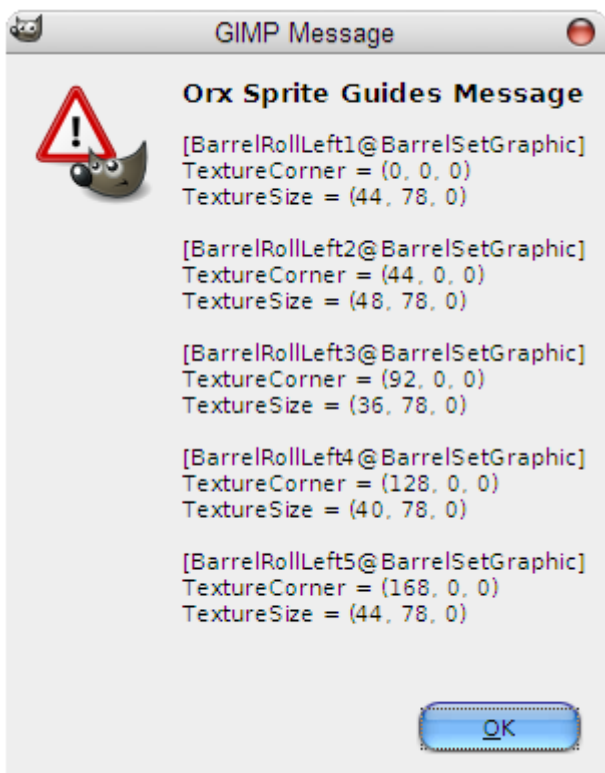 GIMP Message
Orx Sprite Guides Message
[BarrelRollLeft1@BarrelSetGraphic]
TextureCorner = (0, 0, 0)
TextureSize = (44, 78, 0)
[BarrelRollLeft2@BarrelSetGraphic]
TextureCorner = (44, 0, 0)
TextureSize = (48, 78, 0)
[BarrelRollLeft3@BarrelSetGraphic]
TextureCorner = (92, 0, 0)
TextureSize = (36, 78, 0)
[BarrelRollLeft4@BarrelSetGraphic]
TextureCorner = (128, 0, 0)
TextureSize = (40, 78, 0)
[BarrelRollLeft5@BarrelSetGraphic]
TextureCorner = (168, 0, 0)
TextureSize = (44, 78, 0)
OK